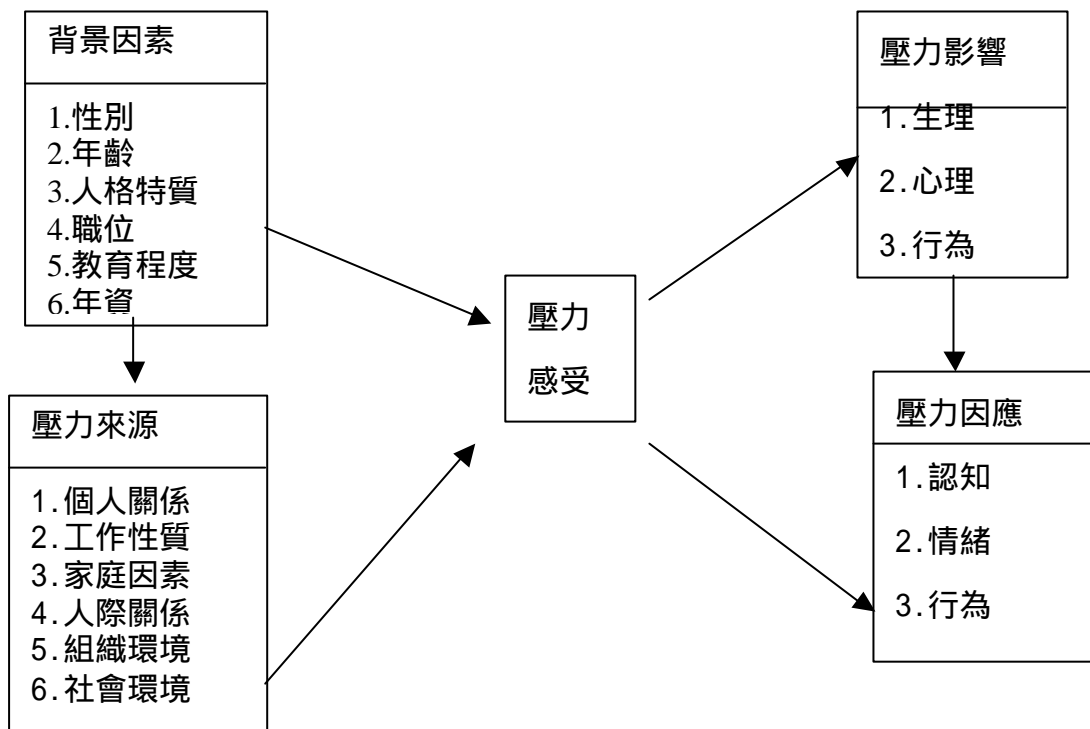 背景因素
1.性別
2.年齡
3.人格特質
4.職位
5.教育程度
6.年資
壓力來源
1.個人關係
2.工作性質
3.家庭因素
4.人際關係
5.組織環境
6.社會環境
壓力
感受
壓力影響
1.生理
2.心理
3.行為
壓力因應
1.認知
2.情緒
3.行為